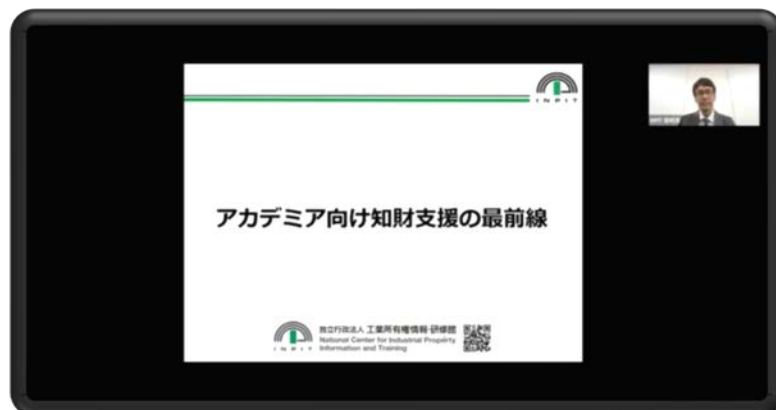 INPIT
アカデミア向け知財支援の最前線
INPIT
独立行政法人 工業所有権情報・研修館
National Center for Industrial Property
Information and Training
INPIT